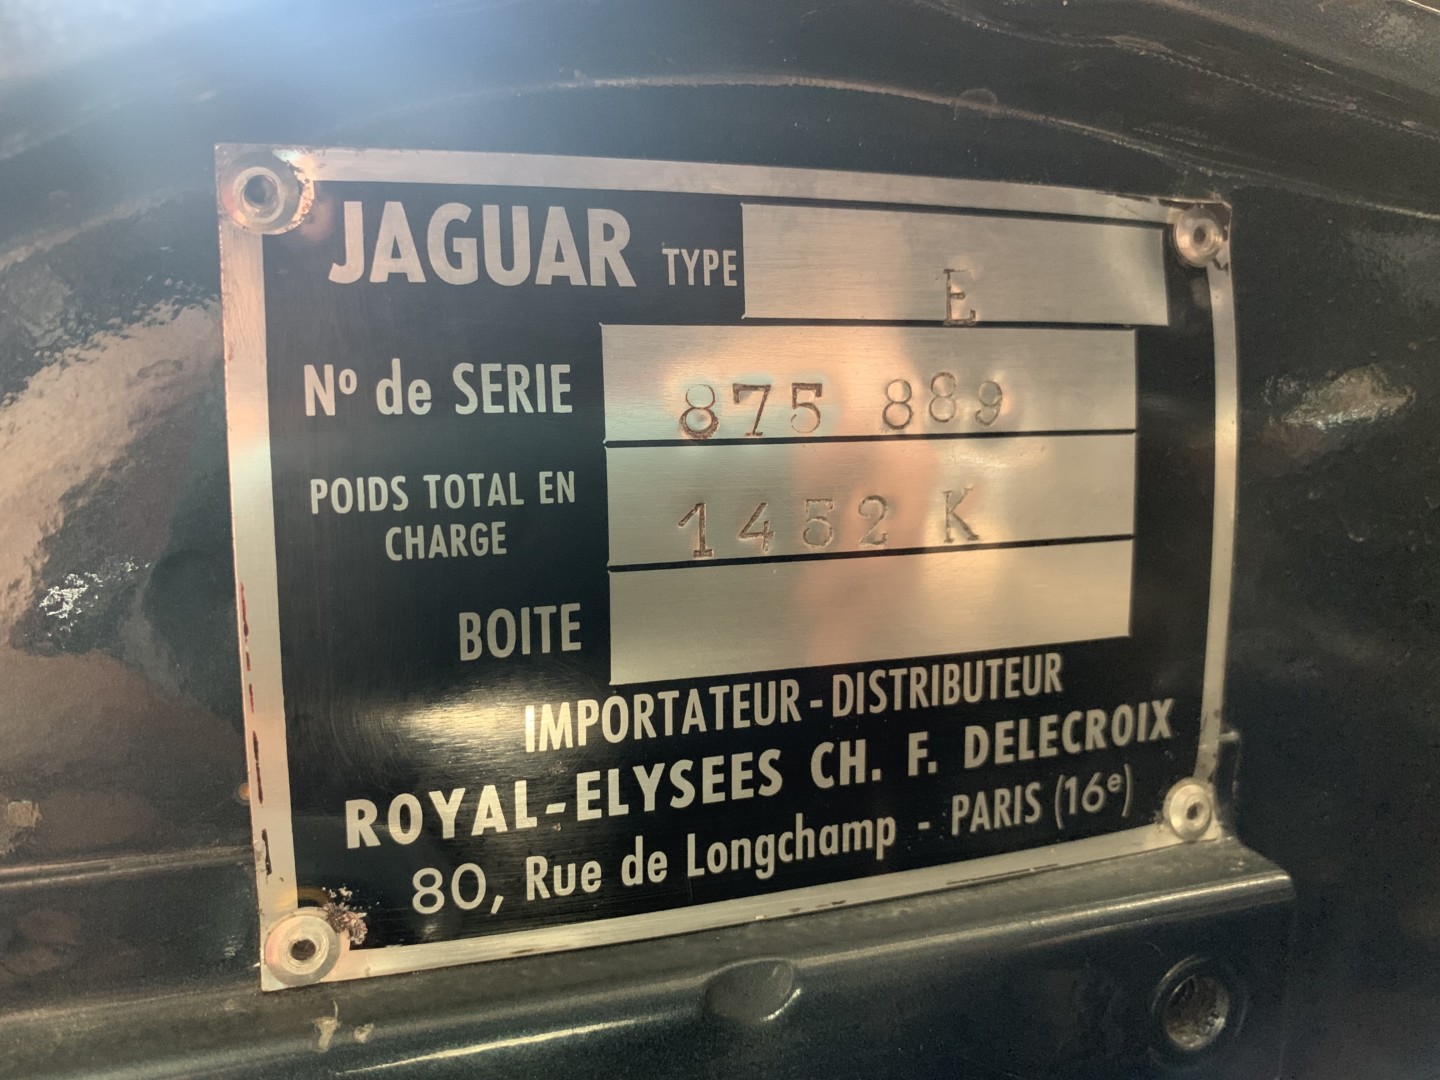 JAGUAR TYPE E
Nº de SERIE 875 889
POIDS TOTAL EN
CHARGE 1452 K
BOITE
IMPORTATEUR - DISTRIBUTEUR
ROYAL-ELYSEES CH. F. DELECROIX
80, Rue de Longchamp - PARIS (16e)